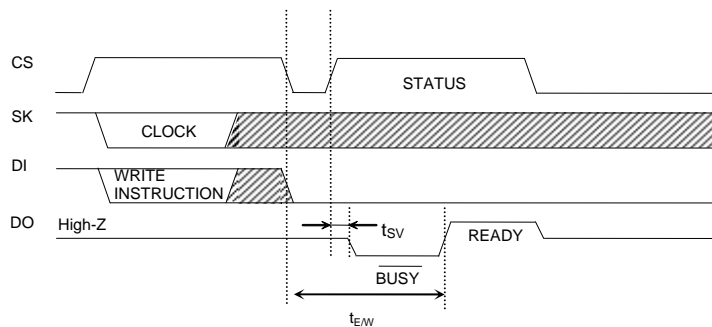 CS
STATUS
SK
CLOCK
DI
WRITE
INSTRUCTION
DO
High-Z
tSV
READY
BUSY
tE/W